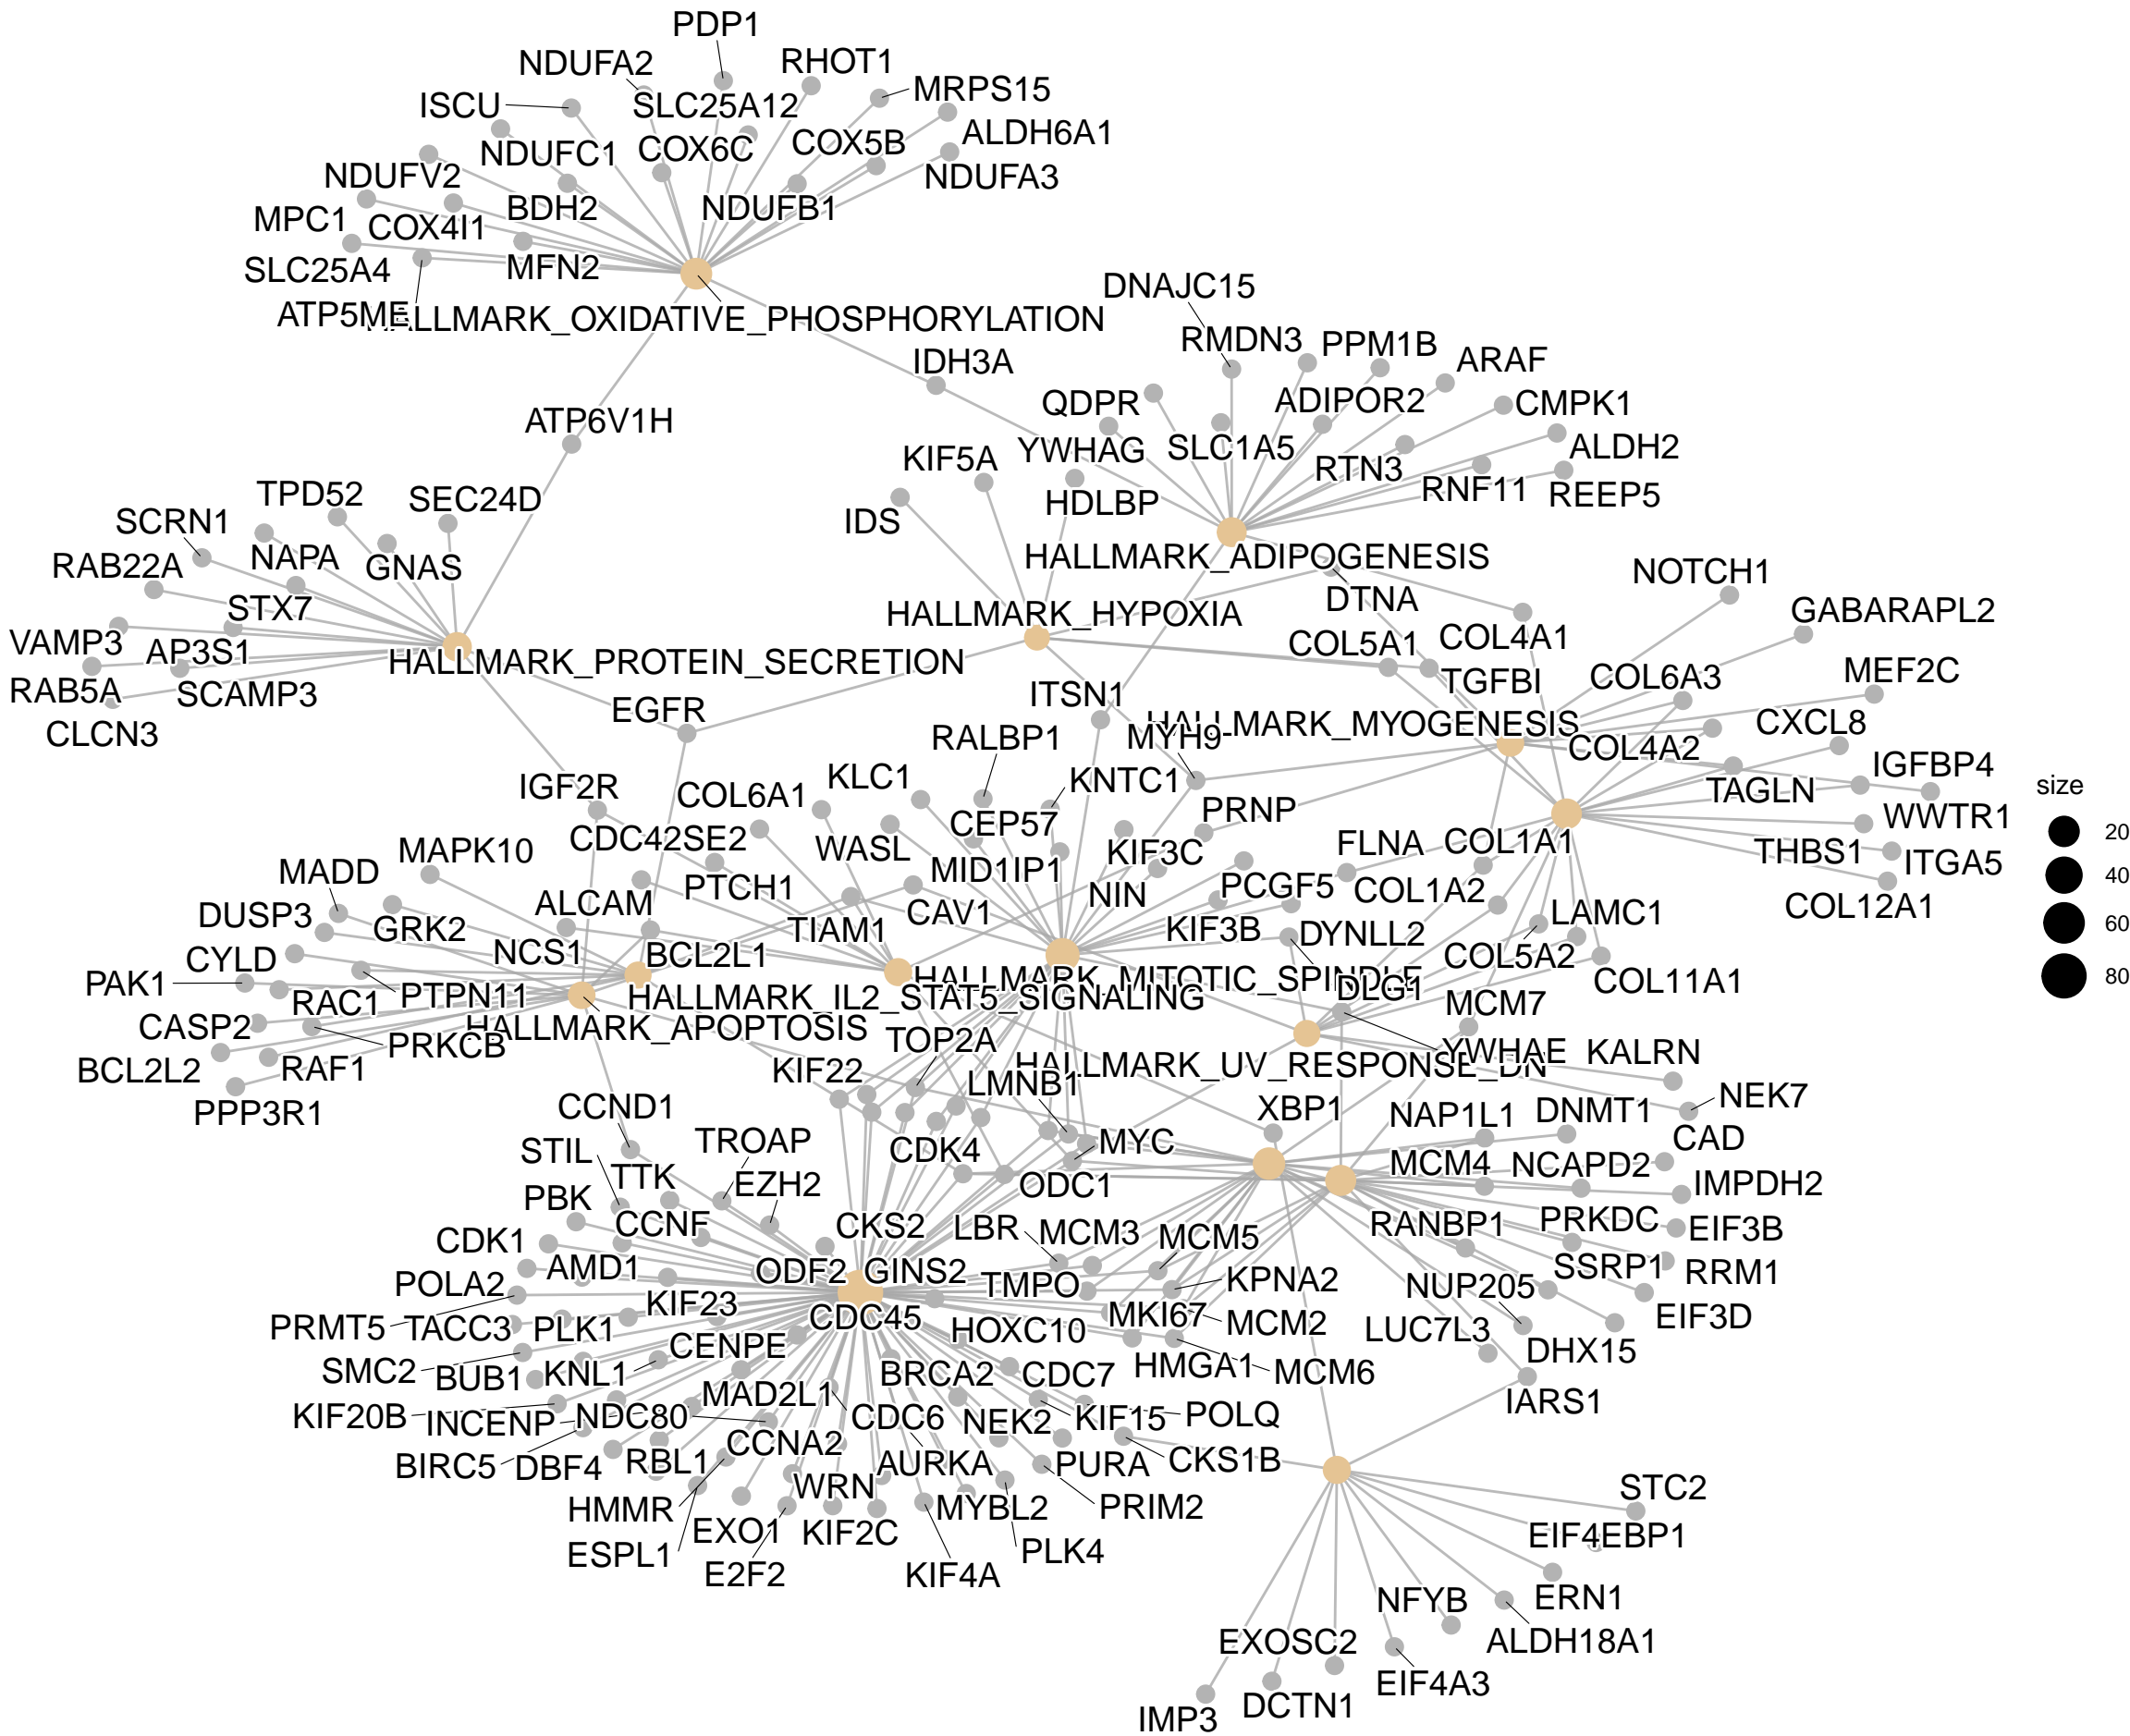 PDP1
NDUFA2
RHOT1
ISCU
SLC25A12
MRPS15
NDUFC1
COX6C
COX5B
ALDH6A1
NDUFV2
NDUFA3
BDH2
NDUFB1
MPC1
COX4I1
SLC25A4
MFN2
ATP5ME
HALLMARK_OXIDATIVE_PHOSPHORYLATION
DNAJC15
RMDN3
PPM1B
ARAF
IDH3A
QDPR
ADIPOR2
CMPK1
ATP6V1H
KIF5A
YWHAG
SLC1A5
RTN3
ALDH2
RNF11
REEP5
TPD52
SEC24D
IDS
HDLBP
SCRN1
NAPA
GNAS
RAB22A
HALLMARK_ADIPOGENESIS
NOTCH1
STX7
HALLMARK_HYPOXIA
DTNA
GABARAPL2
VAMP3
AP3S1
HALLMARK_PROTEIN_SECRETION
COL5A1
COL4A1
RAB5A
SCAMP3
ITSN1
TGFBI
COL6A3
MEF2C
CLCN3
EGFR
RALBP1
MYH9
HALLMARK_MYOGENESIS
COL4A2
CXCL8
IGF2R
COL6A1
KLC1
KNTC1
PRNP
TAGLN
IGFBP4
size
WWTR1
20
MAPK10
CDC42SE2
WASL
CEP57
KIF3C
FLNA
COL1A1
THBS1
ITGA5
MADD
PTCH1
MID1IP1
NIN
PCGF5
COL1A2
COL12A1
40
DUSP3
GRK2
ALCAM
TIAM1
CAV1
KIF3B
DYNLL2
LAMC1
60
CYLD
NCS1
BCL2L1
COL5A2
COL11A1
PAK1
RAC1
PTPN11
HALLMARK_MITOTIC_SPINDLE
DLG1
80
HALLMARK_IL2_STAT5_SIGNALING
MCM7
CASP2
PRKCB
HALLMARK_APOPTOSIS
TOP2A
BCL2L2
RAF1
KIF22
LMNB1
HALLMARK_UV_RESPONSE_DN
YWHAE
KALRN
PPP3R1
CCND1
XBP1
NAP1L1
DNMT1
NEK7
STIL
TROAP
CDK4
MYC
CAD
TTK
EZH2
ODC1
MCM4
NCAPD2
IMPDH2
PBK
CCNF
CKS2
LBR
MCM3
MCM5
RANBP1
PRKDC
EIF3B
CDK1
AMD1
ODF2
GINS2
TMPO
KPNA2
SSRP1
RRM1
POLA2
KIF23
CDC45
MKI67
MCM2
NUP205
EIF3D
PRMT5
TACC3
PLK1
HOXC10
LUC7L3
DHX15
SMC2
BUB1
KNL1
CENPE
BRCA2
CDC7
HMGA1
MCM6
IARS1
KIF20B
INCENP
NDC80
MAD2L1
CDC6
NEK2
KIF15
POLQ
BIRC5
DBF4
RBL1
CCNA2
AURKA
PURA
CKS1B
HMMR
WRN
MYBL2
PRIM2
STC2
ESPL1
EXO1
KIF2C
EIF4EBP1
E2F2
KIF4A
PLK4
ERN1
NFYB
ALDH18A1
EXOSC2
EIF4A3
IMP3
DCTN1